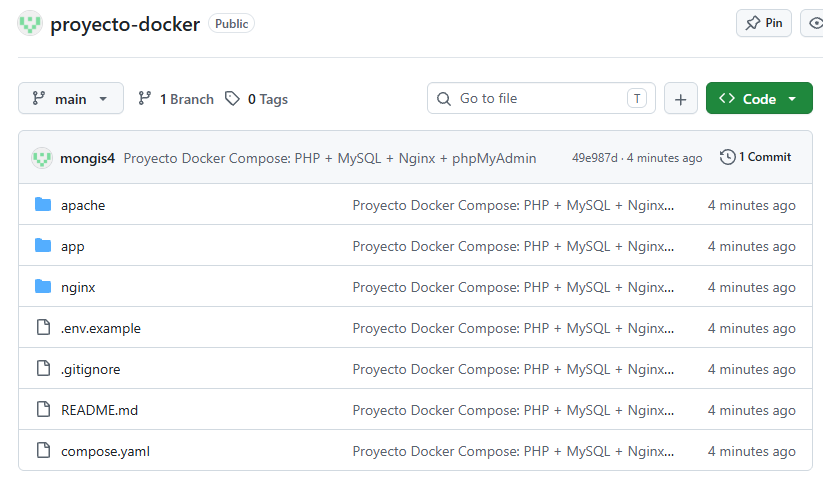 proyecto-docker Public Pin
main 1 Branch 0 Tags Go to file T Code
mongis4 Proyecto Docker Compose: PHP + MySQL + Nginx + phpMyAdmin 49e987d · 4 minutes ago 1 Commit
apache Proyecto Docker Compose: PHP + MySQL + Nginx... 4 minutes ago
app Proyecto Docker Compose: PHP + MySQL + Nginx... 4 minutes ago
nginx Proyecto Docker Compose: PHP + MySQL + Nginx... 4 minutes ago
.env.example Proyecto Docker Compose: PHP + MySQL + Nginx... 4 minutes ago
.gitignore Proyecto Docker Compose: PHP + MySQL + Nginx... 4 minutes ago
README.md Proyecto Docker Compose: PHP + MySQL + Nginx... 4 minutes ago
compose.yaml Proyecto Docker Compose: PHP + MySQL + Nginx... 4 minutes ago